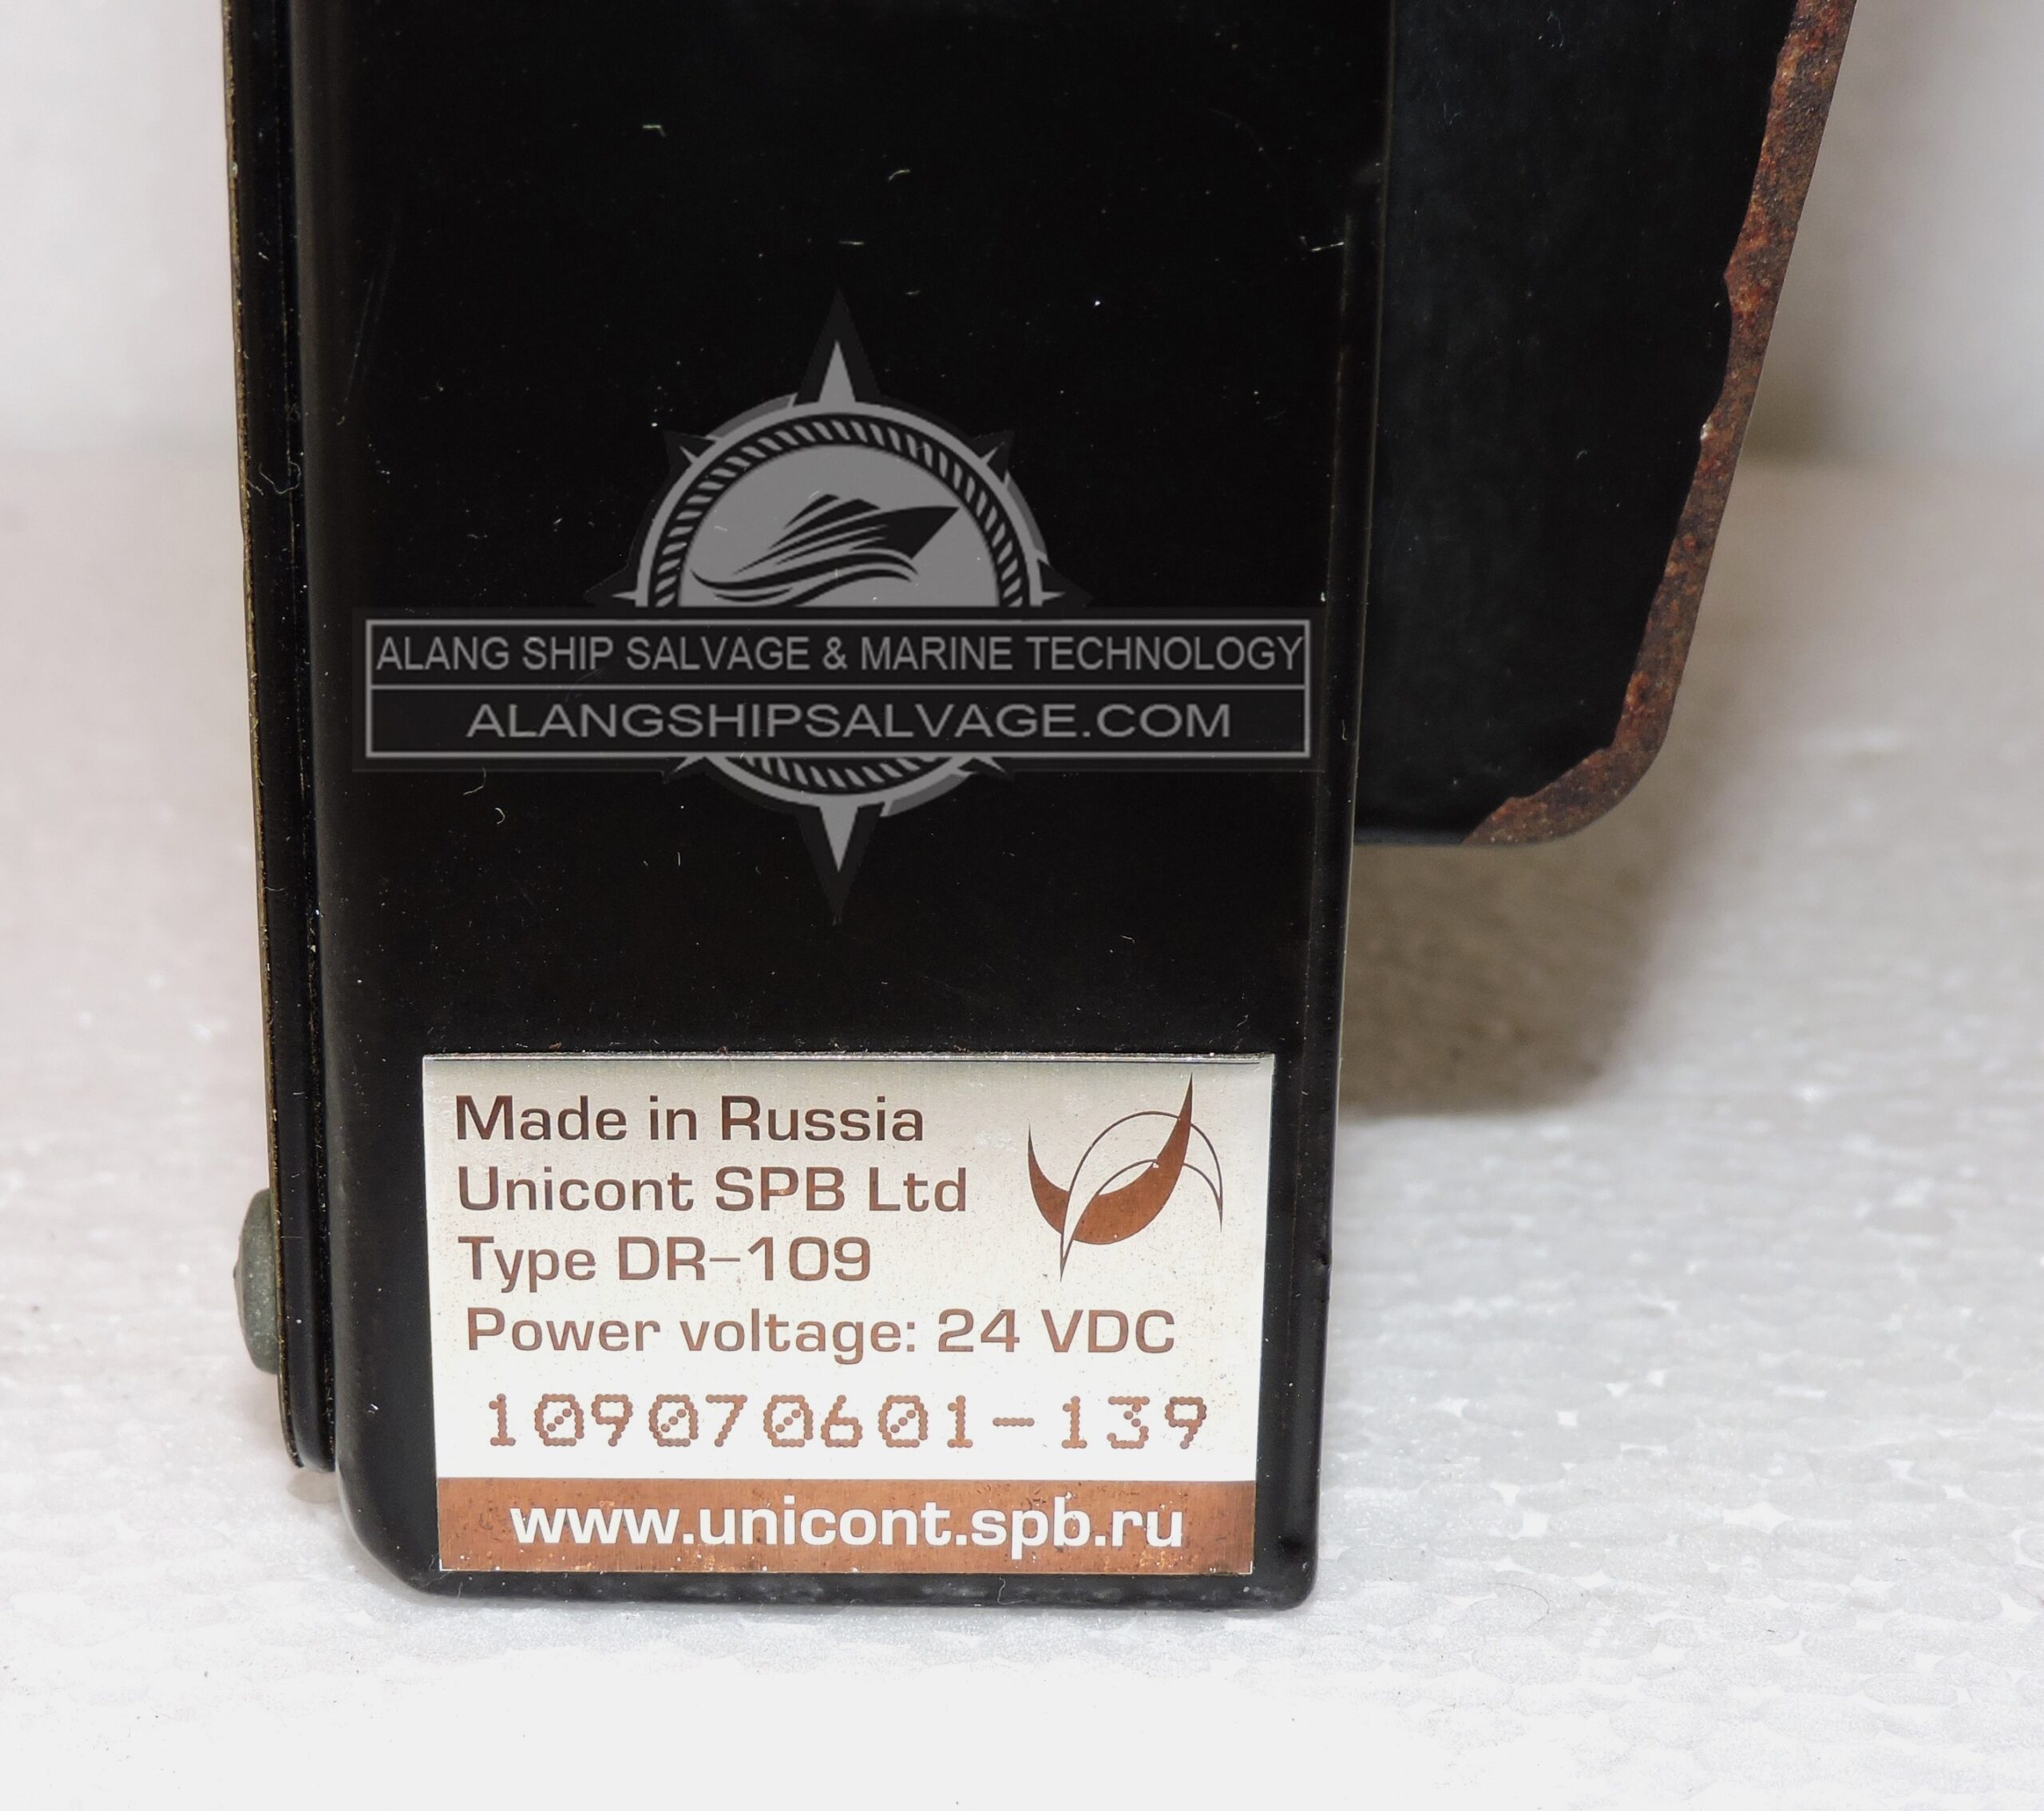 ALANG SHIP SALVAGE & MARINE TECHNOLOGY
ALANGSHIPSALVAGE.COM
Made in Russia
Unicont SPB Ltd
Type DR-109
Power voltage: 24 VDC
109070601-139
www.unicont.spb.ru